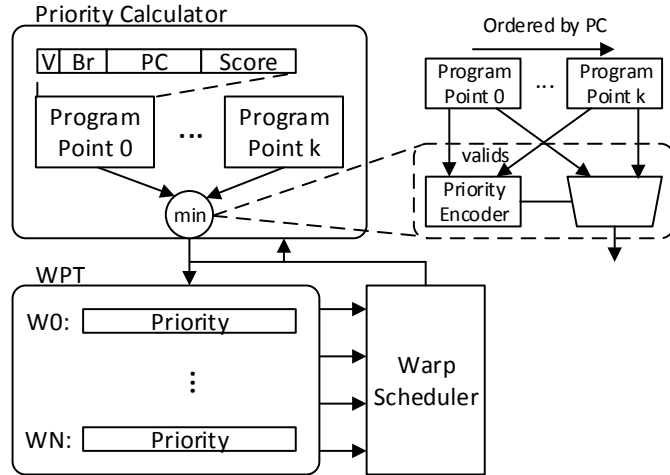 Priority Calculator
V Br PC Score
Program
Point 0
...
Program
Point k
min
Ordered by PC
Program
Point 0
...
Program
Point k
valids
Priority
Encoder
WPT
W0: Priority
...
WN: Priority
Warp
Scheduler